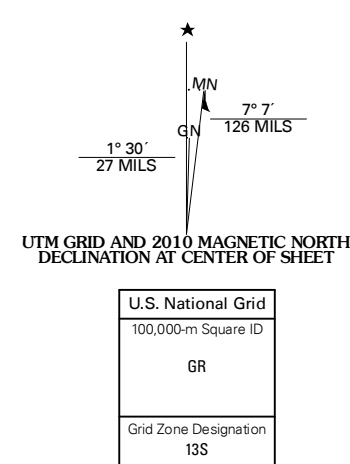 ★
MN
GN
7° 7´
126 MILS
1° 30´
27 MILS
UTM GRID AND 2010 MAGNETIC NORTH
DECLINATION AT CENTER OF SHEET
U.S. National Grid
100,000-m Square ID
GR
Grid Zone Designation
13S